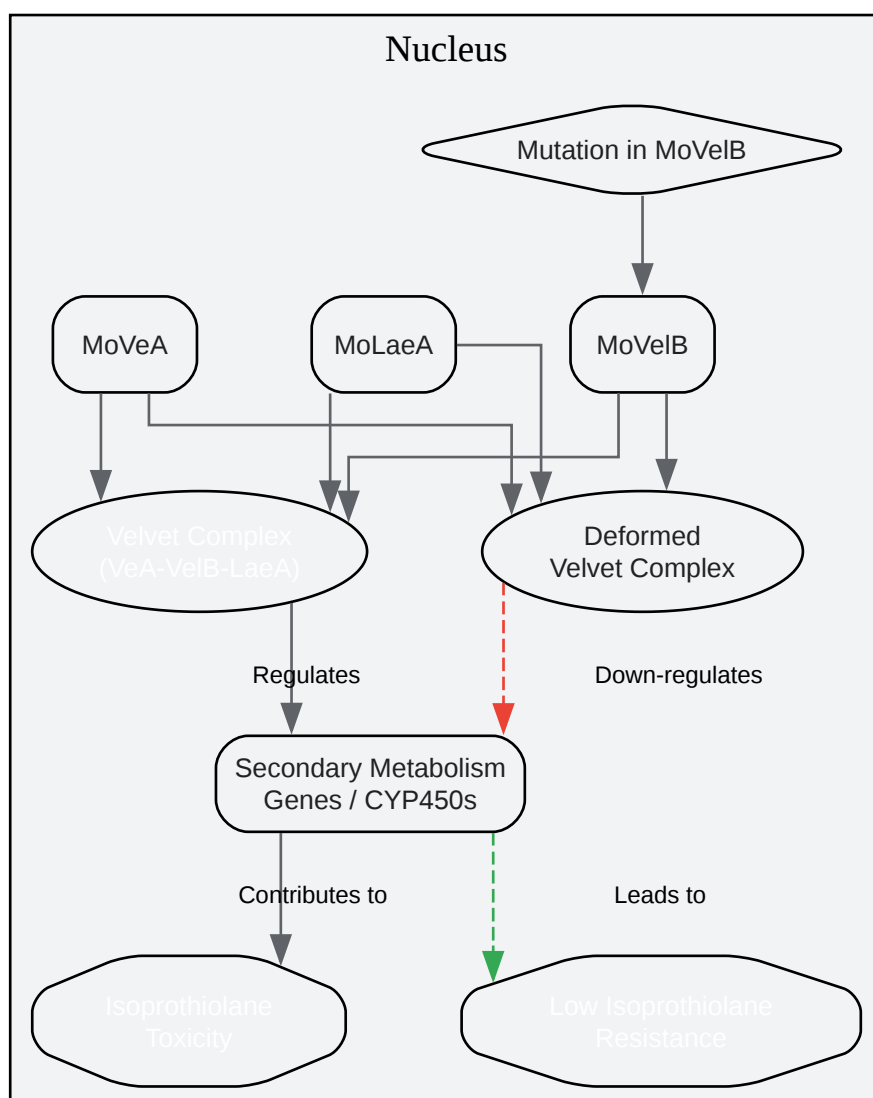 Nucleus
Mutation in MoVelB
MoVeA
MoLaeA
MoVelB
Velvet Complex
(VeA-VelB-LaeA)
Deformed
Velvet Complex
Regulates
Down-regulates
Secondary Metabolism
Genes / CYP450s
Contributes to
Leads to
Isoprothiolane
Toxicity
Low Isoprothiolane
Resistance